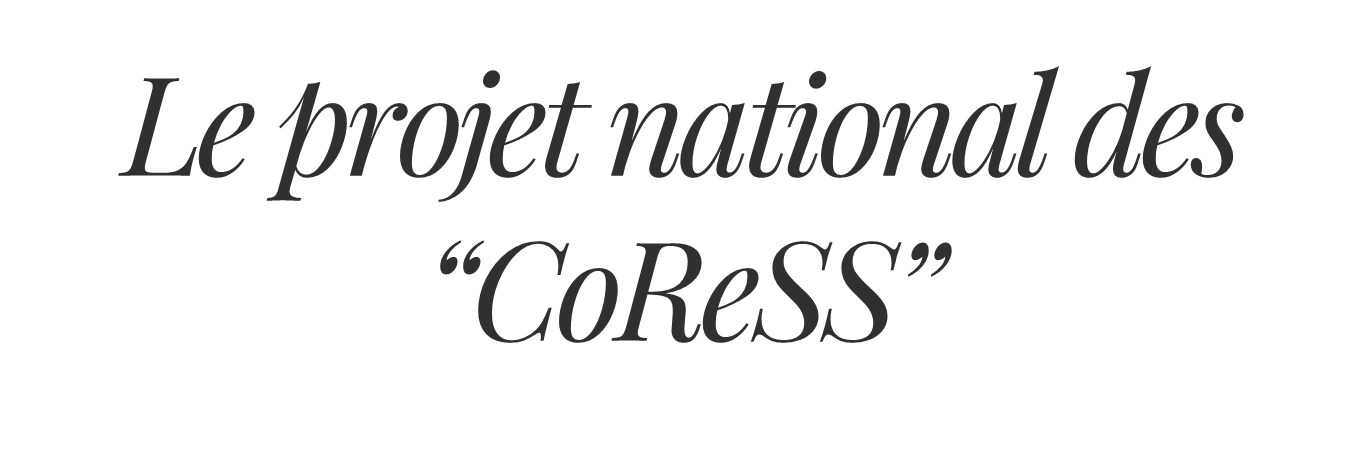 Le projet national des
“CoReSS”